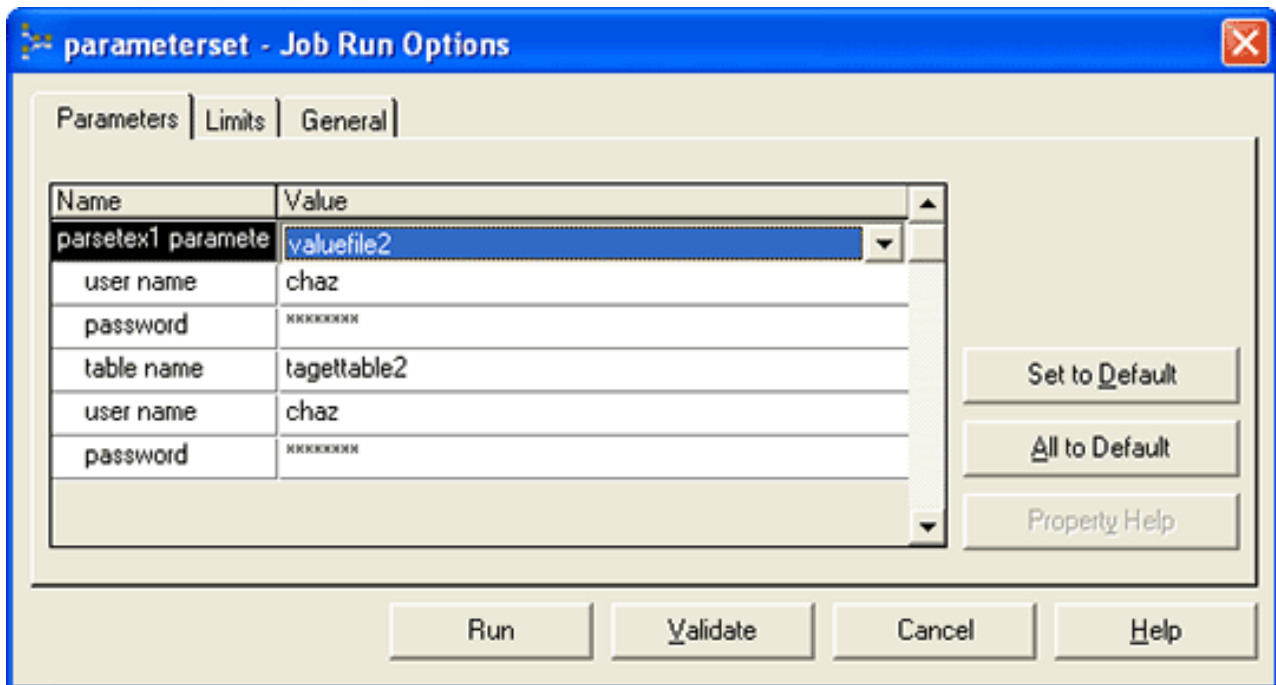 parameterset - Job Run Options
Parameters Limits General
Name Value
parsetex1 paramete valuefile2
user name chaz
password ********
table name tagettable2
user name chaz
password ********
Set to Default
All to Default
Property Help
Run Validate Cancel Help